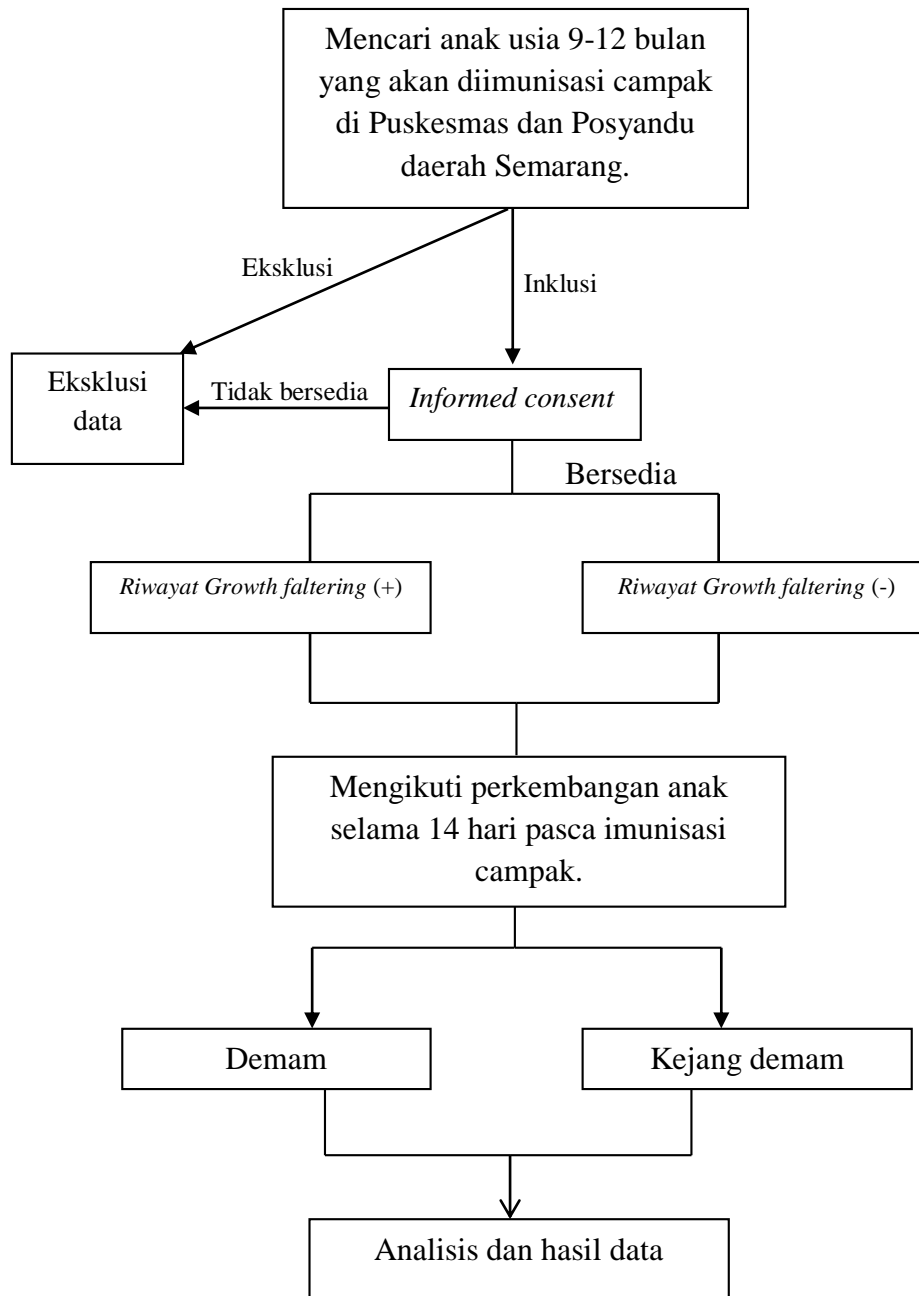 Mencari anak usia 9-12 bulan
yang akan diimunisasi campak
di Puskesmas dan Posyandu
daerah Semarang.
Eksklusi
Inklusi
Eksklusi
data
Tidak bersedia
Informed consent
Bersedia
Riwayat Growth faltering (+)
Riwayat Growth faltering (-)
Mengikuti perkembangan anak
selama 14 hari pasca imunisasi
campak.
Demam
Kejang demam
Analisis dan hasil data